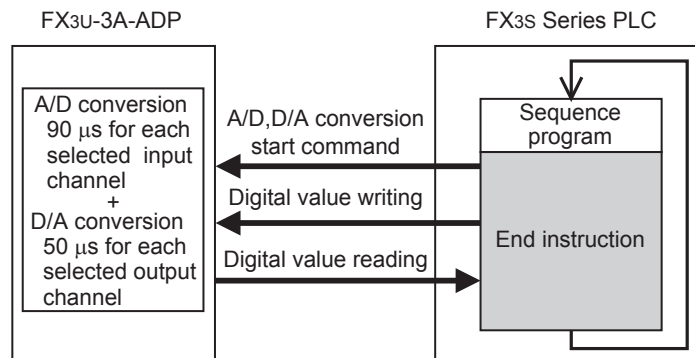 FX3U-3A-ADP
FX3S Series PLC
A/D conversion
90 μs for each
selected input
channel
+
D/A conversion
50 μs for each
selected output
channel
A/D,D/A conversion
start command
Digital value writing
Digital value reading
Sequence
program
End instruction